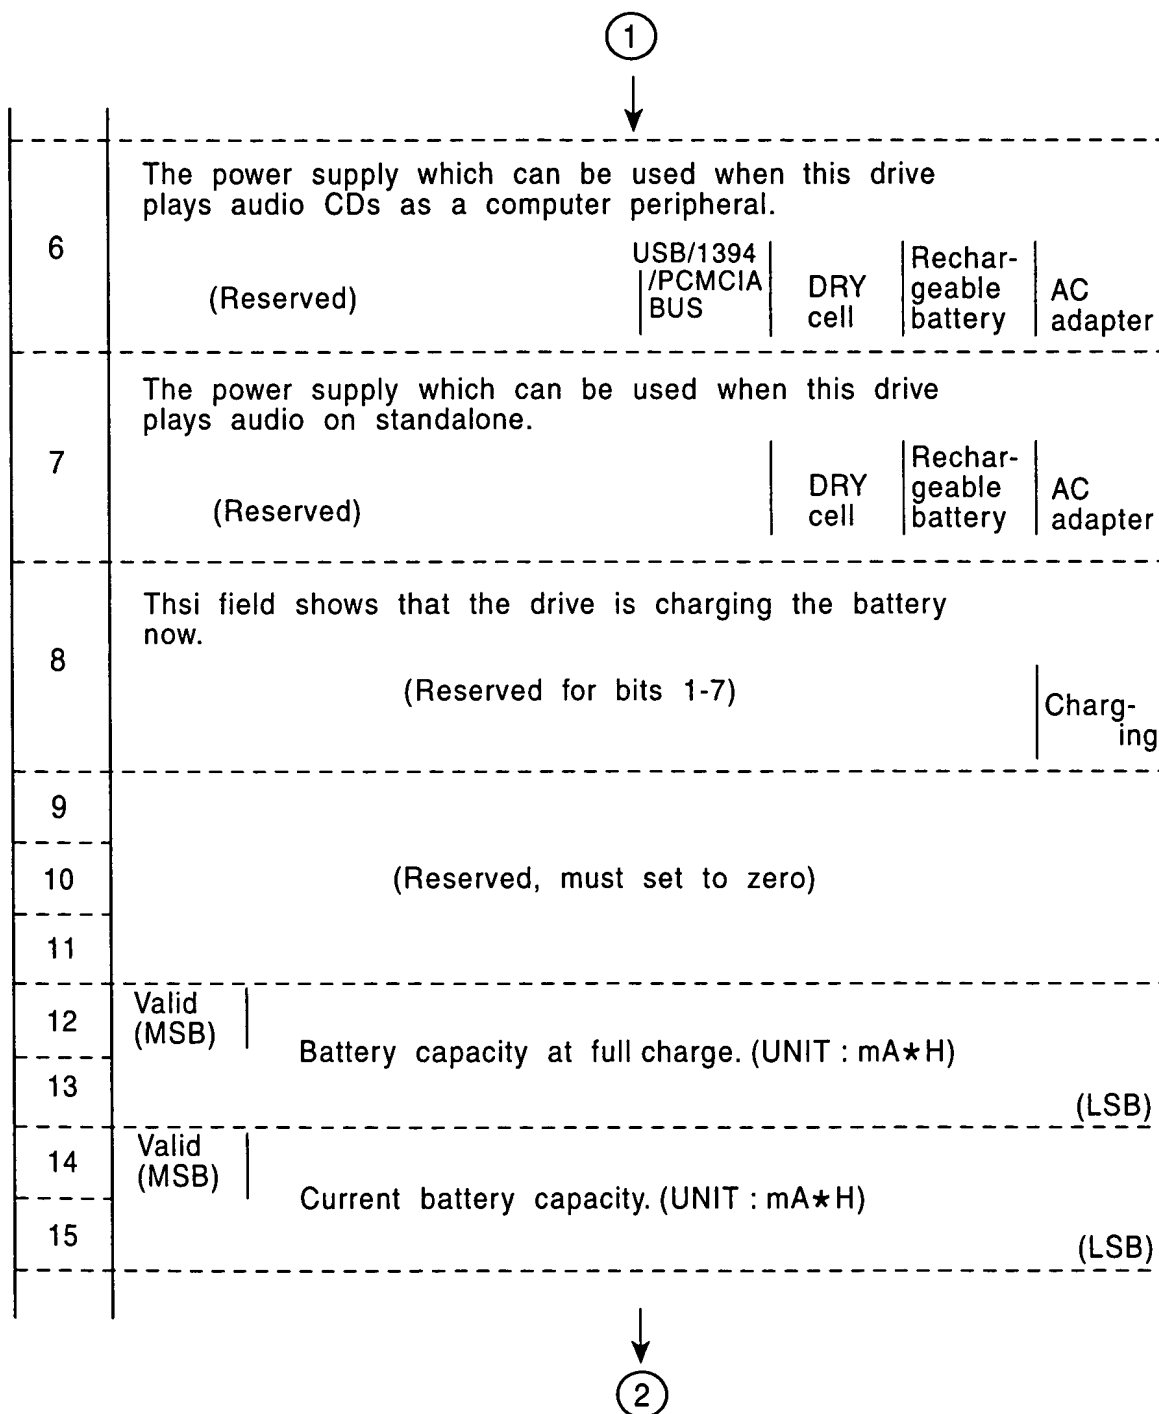 1
6
The power supply which can be used when this drive
plays audio CDs as a computer peripheral.
(Reserved)
USB/1394
/PCMCIA
BUS
DRY
cell
Rechar-
geable
battery
AC
adapter
7
The power supply which can be used when this drive
plays audio on standalone.
(Reserved)
DRY
cell
Rechar-
geable
battery
AC
adapter
8
Thsi field shows that the drive is charging the battery
now.
(Reserved for bits 1-7)
Charg-
ing
9
10
(Reserved, must set to zero)
11
12
Valid
(MSB)
Battery capacity at full charge. (UNIT : mA★H)
13
(LSB)
14
Valid
(MSB)
Current battery capacity. (UNIT : mA★H)
15
(LSB)
2